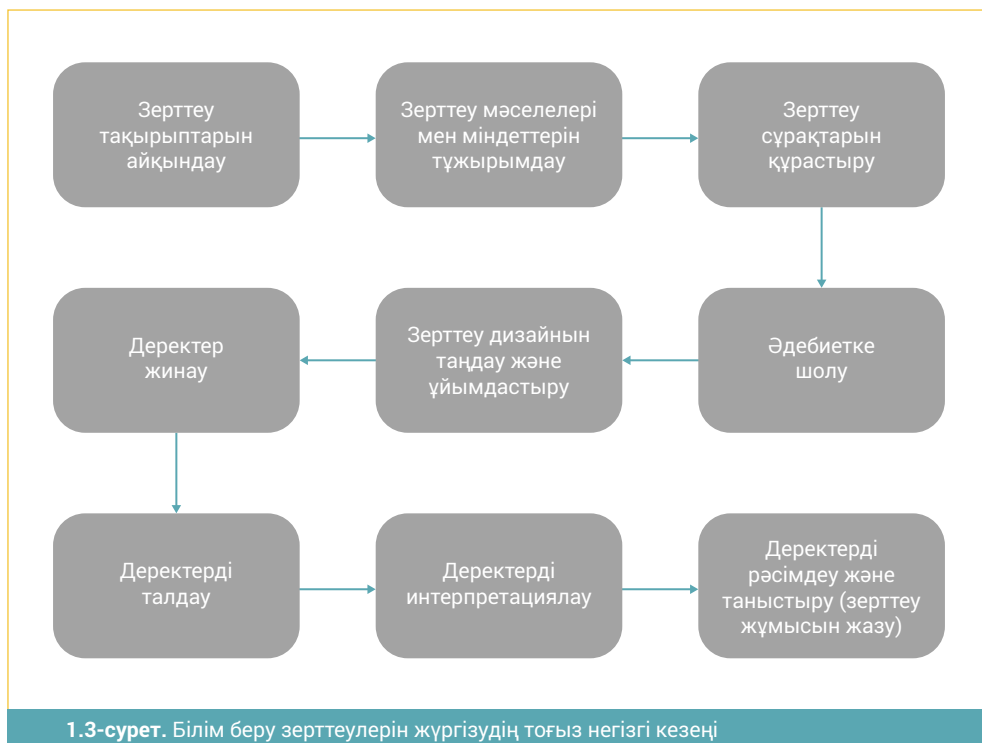 Зерттеу
тақырыптарын
айқындау
Зерттеу мәселелері
мен міндеттерін
тұжырымдау
Зерттеу
сұрақтарын
құрастыру
Әдебиетке
шолу
Зерттеу дизайнын
таңдау және
ұйымдастыру
Деректер
жинау
Деректерді
талдау
Деректерді
интерпретациялау
Деректерді
рәсімдеу және
таныстыру (зерттеу
жұмысын жазу)
1.3-сурет. Білім беру зерттеулерін жүргізудің тоғыз негізгі кезеңі